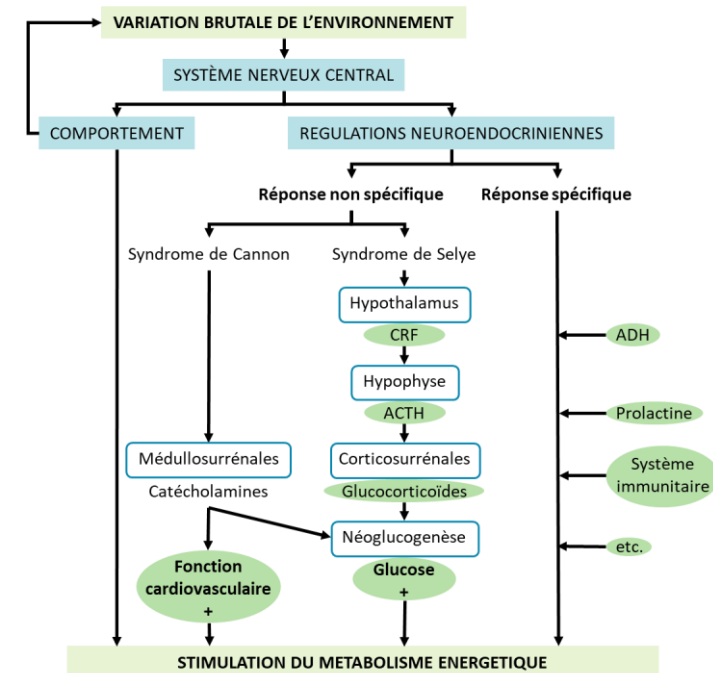 VARIATION BRUTALE DE L'ENVIRONNEMENT
SYSTÈME NERVEUX CENTRAL
COMPORTEMENT
REGULATIONS NEUROENDOCRINIENNES
Réponse non spécifique
Réponse spécifique
Syndrome de Cannon
Syndrome de Selye
Hypothalamus
CRF
ADH
Hypophyse
ACTH
Prolactine
Médullosurrénales
Corticosurrénales
Système
immunitaire
Catécholamines
Glucocorticoïdes
Néoglucogenèse
etc.
Fonction
cardiovasculaire
+
Glucose
+
STIMULATION DU METABOLISME ENERGETIQUE